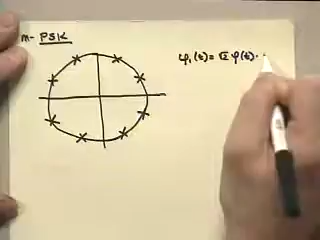 m- PSK
φ₁(t) = √2 φ(t) ·